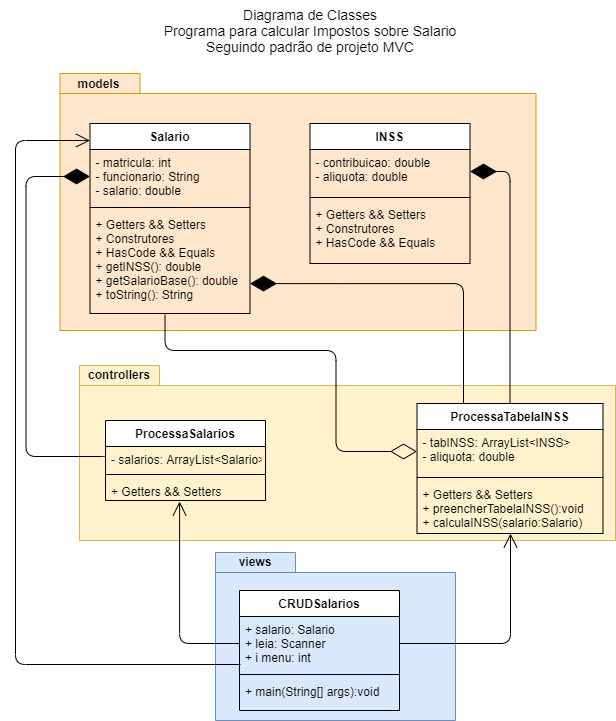 Diagrama de Classes
Programa para calcular Impostos sobre Salario
Seguindo padrão de projeto MVC
models
Salario
- matricula: int
- funcionario: String
- salario: double
+ Getters && Setters
+ Construtores
+ HasCode && Equals
+ getINSS(): double
+ getSalarioBase(): double
+ toString(): String
INSS
- contribuicao: double
- aliquota: double
+ Getters && Setters
+ Construtores
+ HasCode && Equals
controllers
ProcessaSalarios
- salarios: ArrayList<Salario>
+ Getters && Setters
ProcessaTabelaINSS
- tabINSS: ArrayList<INSS>
- aliquota: double
+ Getters && Setters
+ preencherTabelaINSS():void
+ calculaINSS(salario:Salario)
views
CRUDSalarios
+ salario: Salario
+ leia: Scanner
+ i menu: int
+ main(String[] args):void